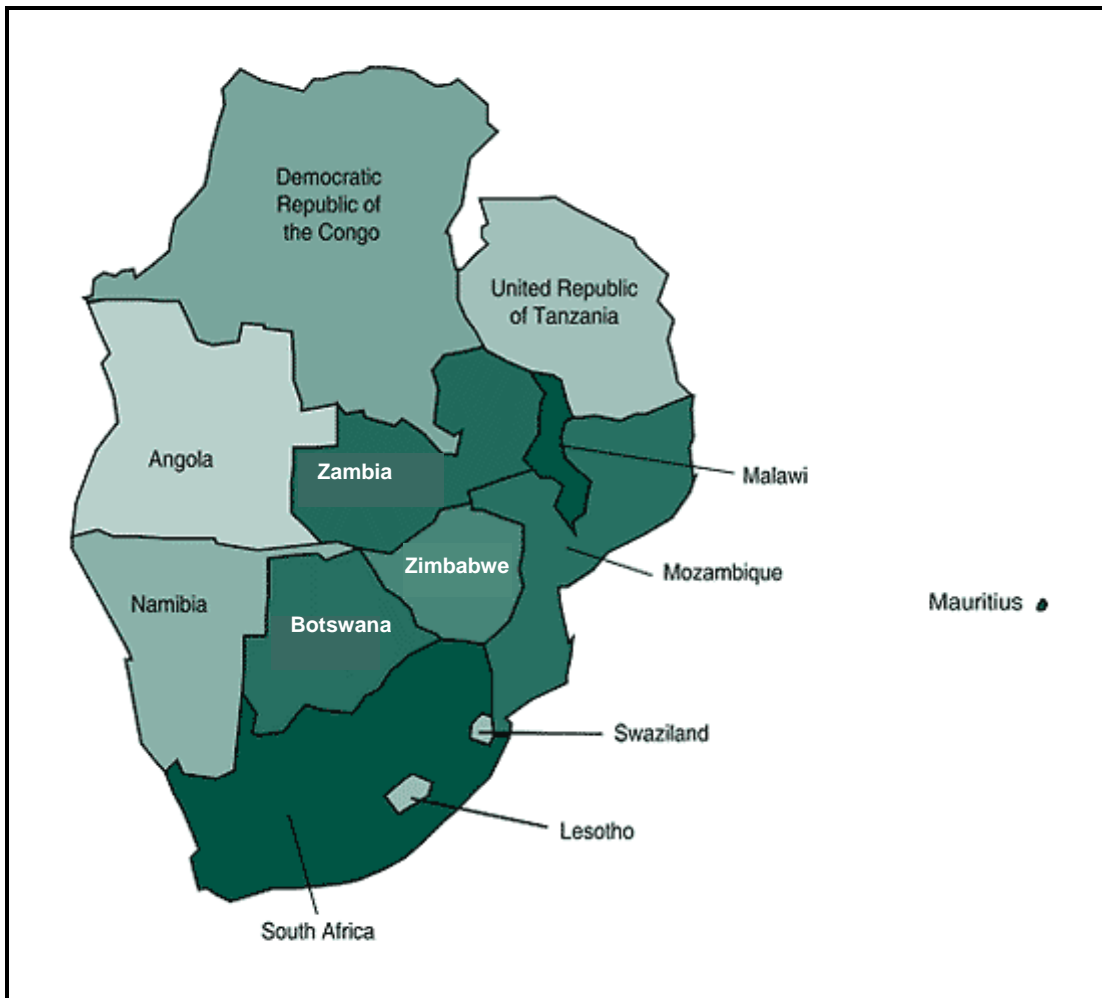 Democratic
Republic of
the Congo
United Republic
of Tanzania
Angola
Zambia
Malawi
Zimbabwe
Mozambique
Namibia
Mauritius
Botswana
Swaziland
Lesotho
South Africa